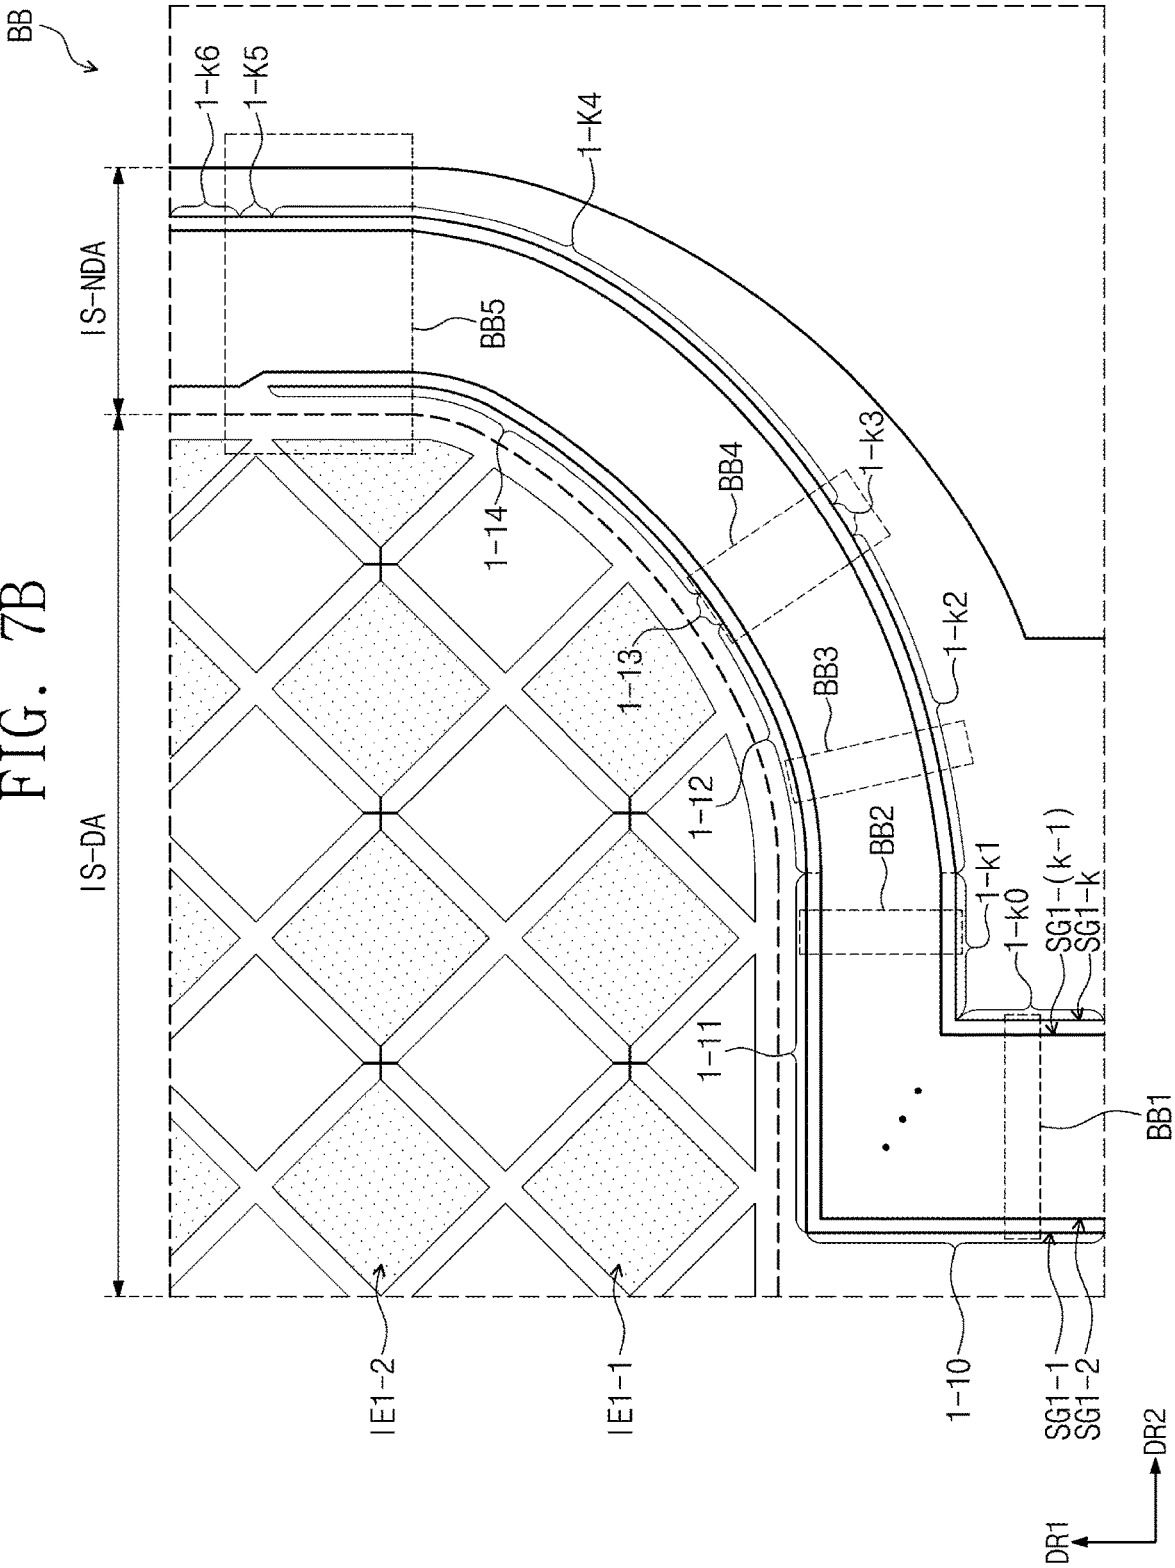 FIG. 7B
BB
IS-DA
IS-NDA
1-k6
1-K5
1-K4
BB5
1-14
BB4
1-k3
1-13
1-k2
BB3
1-12
BB2
1-11
1-k1
1-k0
SG1-(k-1)
SG1-k
BB1
IE1-2
IE1-1
1-10
SG1-1
SG1-2
DR1
DR2